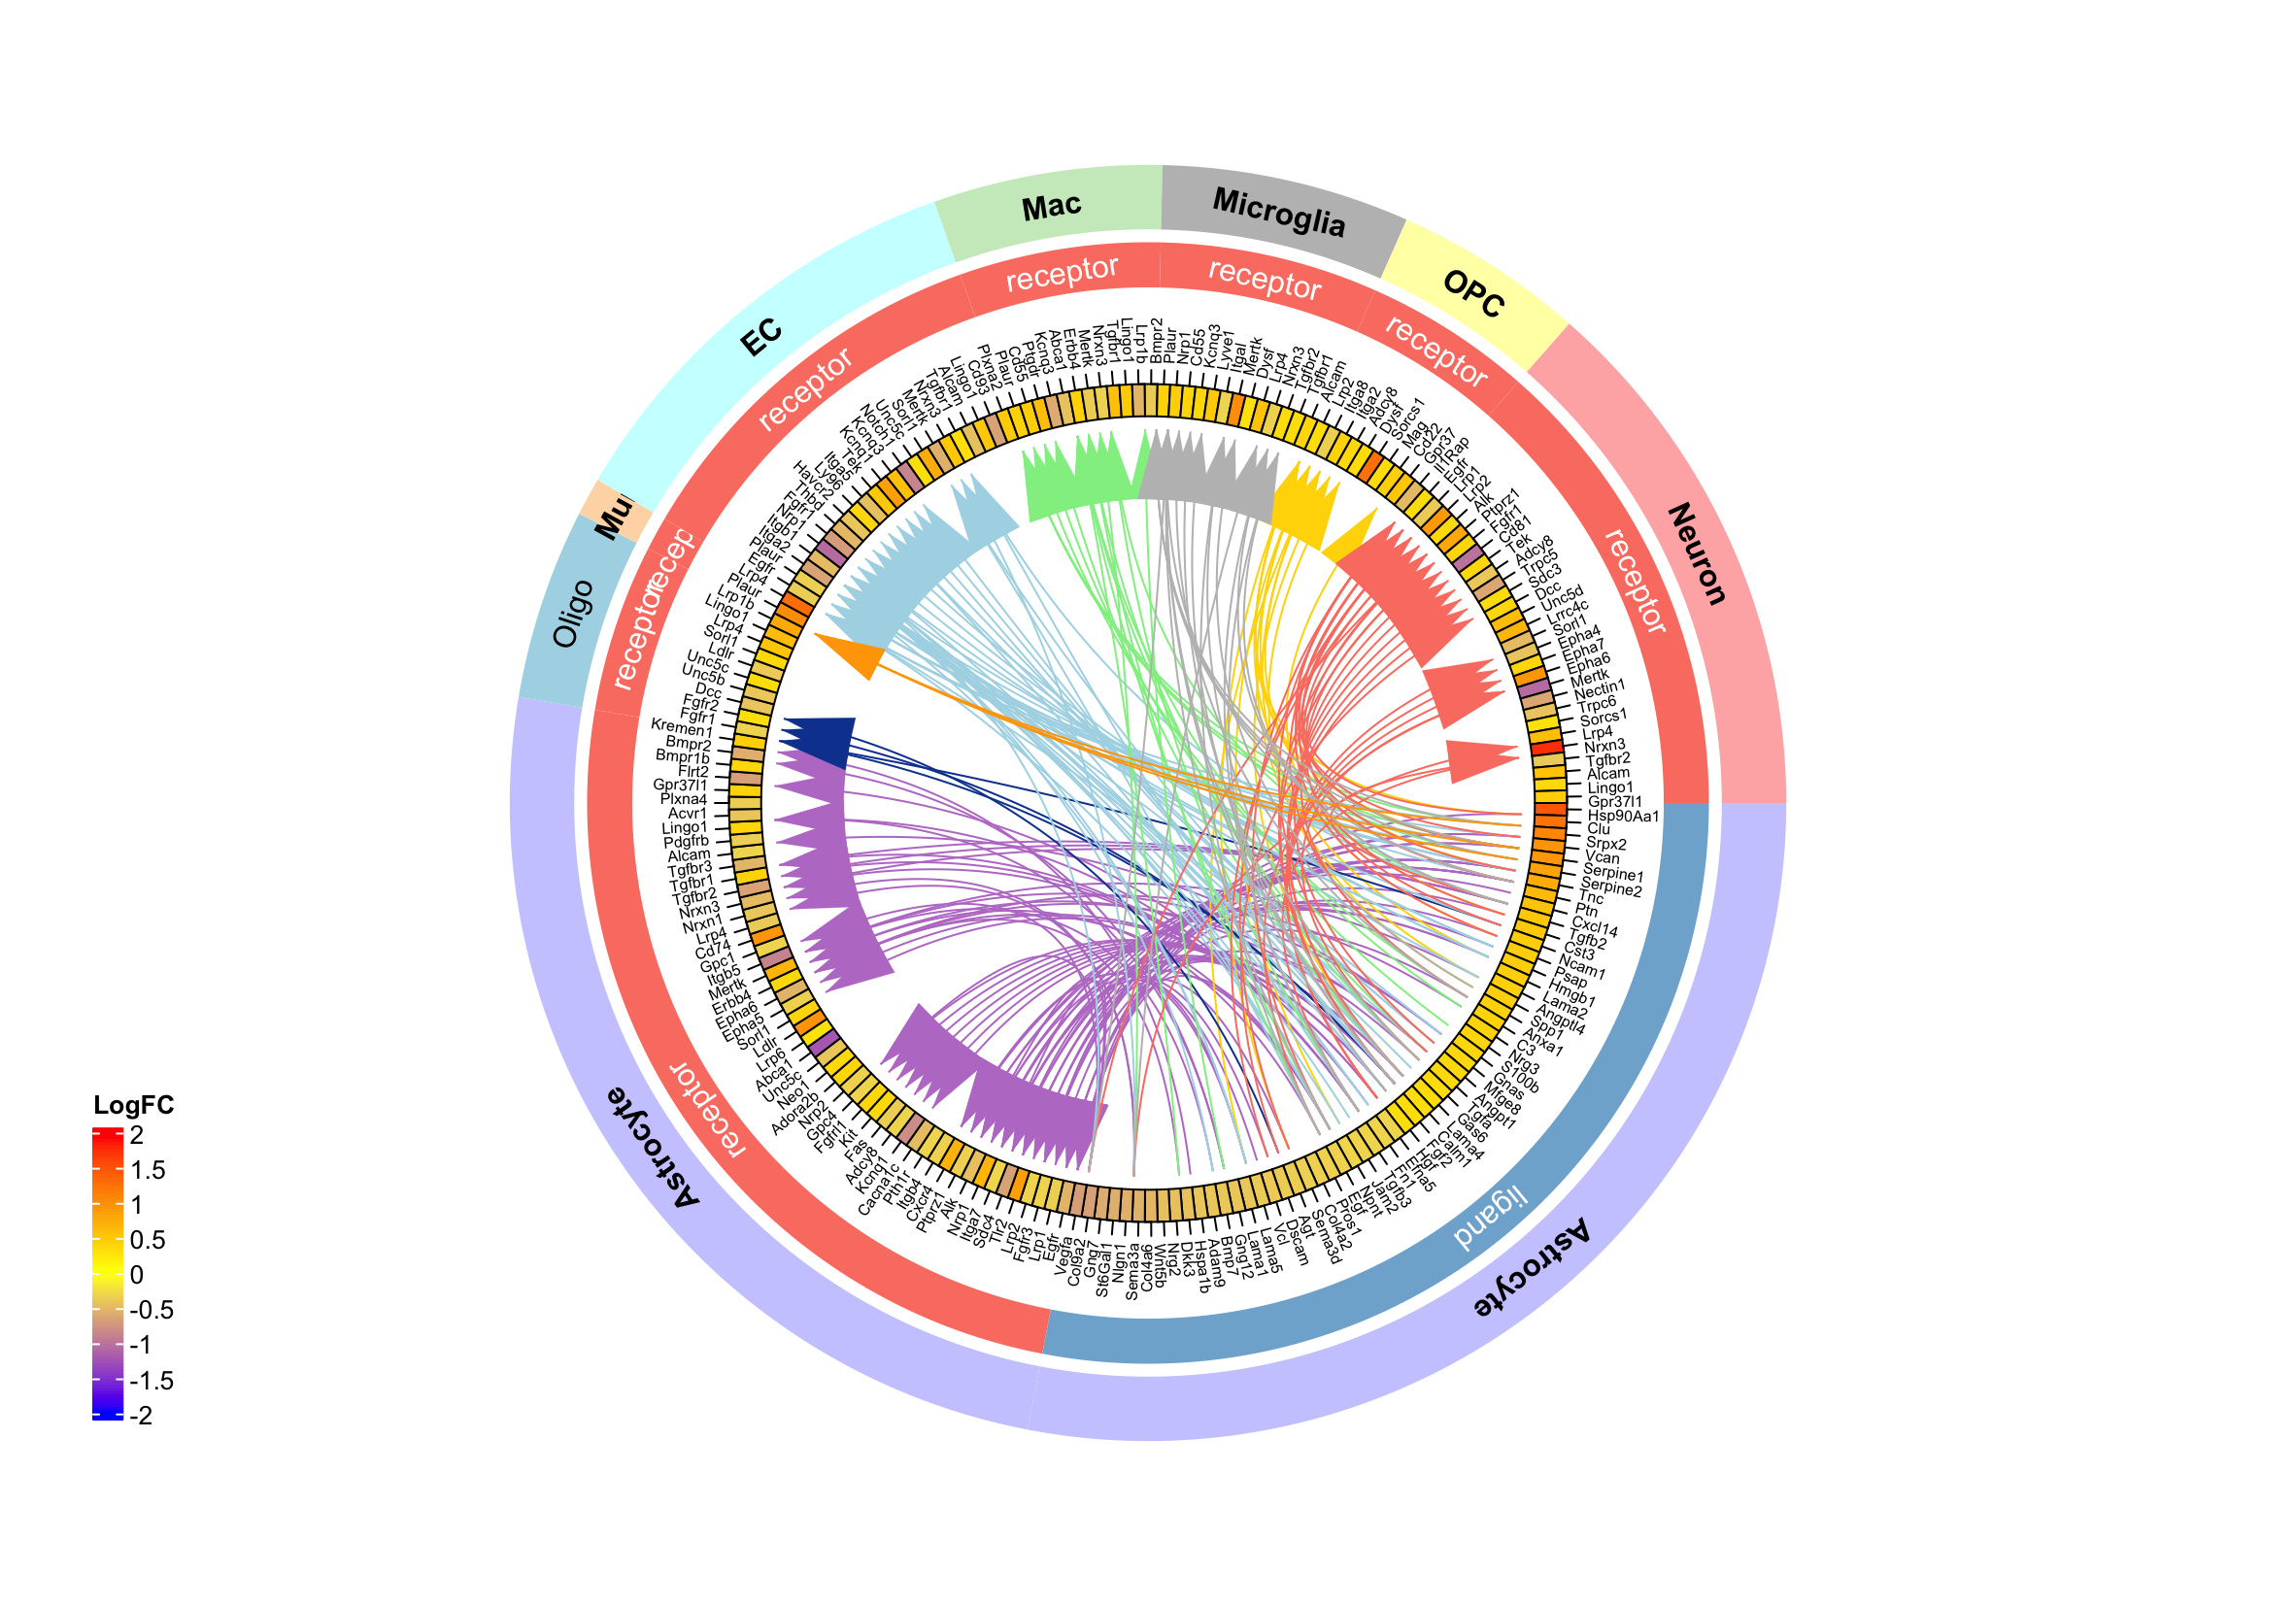 Mac
Microglia
OPC
Neuron
EC
Mu
Oligo
Astrocyte
Astrocyte
receptor
receptor
receptor
receptor
receptor
recep
receptor
receptor
ligand
Bmpr2
Plaur
Nrp1
Cd55
Kcnq3
Lyve1
Itgal
Mertk
Dysf
Lrp4
Nrxn3
Tgfbr2
Tgfbr1
Alcam
Lrp2
Itga8
Itga2
Adcy8
Dysf
Sorcs1
Mag
Cd22
Gpr37
Il1Rap
Egfr
Lrp1
Lrp2
Alk
Ptprz1
Fgfr1
Cd81
Tek
Adcy8
Trpc5
Sdc3
Dcc
Unc5d
Lrrc4c
Sorl1
Epha4
Epha7
Epha6
Mertk
Nectin1
Trpc6
Sorcs1
Lrp4
Nrxn3
Tgfbr2
Alcam
Lingo1
Gpr37l1
Hsp90Aa1
Clu
Srpx2
Vcan
Serpine1
Serpine2
Tnc
Ptn
Cxcl14
Tgfb2
Cst3
Ncam1
Psap
Hmgb1
Lama2
Angptl4
Spp1
Anxa1
C3
Nrg3
S100b
Gnas
Mfge8
Angpt1
Tgfa
Gas6
Lama4
Calm1
Fgf2
Efna5
Hgf
Fn1
Tgfb3
Jam2
Npnt
Egf
Pros1
Col4a2
Sema3d
Agt
Dscam
Vcl
Lama5
Lama1
Gng12
Bmp7
Adam9
Hspa1b
Dkk3
Nrg2
Wnt5b
Col4a6
Sema3a
Nlgn1
St6Gal1
Gng7
Col9a2
Vegfa
Egfr
Lrp1
Fgfr3
Lrp2
Tlr2
Sdc4
Itga7
Nrp1
Alk
Ptprz1
Cxcr4
Itgb4
Pth1r
Cacna1c
Kcnq1
Adcy8
Fas
Kit
Fgfrl1
Gpc4
Nrp2
Adora2b
Neo1
Unc5c
Abca1
Lrp6
Ldlr
Sorl1
Epha5
Epha6
Erbb4
Mertk
Itgb5
Gpc1
Cd74
Lrp4
Nrxn1
Nrxn3
Tgfbr2
Tgfbr1
Tgfbr3
Alcam
Pdgfrb
Lingo1
Acvr1
Plxna4
Gpr37l1
Flrt2
Bmpr1b
Bmpr2
Kremen1
Fgfr1
Fgfr2
Dcc
Unc5b
Unc5c
Ldlr
Sorl1
Lrp4
Lingo1
Lrp1b
Plaur
Lrp4
Egfr
Plaur
Itga2
Itgb1
Nrp1
Fgfr1
Thbd
Havcr2
Ly96
Itga5
Tek
Kcnq1
Kcnq3
Notch1
Unc5c
Sorl1
Mertk
Nrxn3
Tgfbr1
Alcam
Lingo1
Cd93
Plxna2
Plaur
Cd55
Ptgdr
Kcnq3
Abca1
Erbb4
Mertk
Nrxn3
Tgfbr1
Lingo1
Lrp1b
LogFC
2
1.5
1
0.5
0
-0.5
-1
-1.5
-2